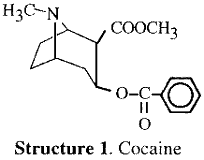 H₃C
N
COOCH₃
O-C
O
Structure 1. Cocaine